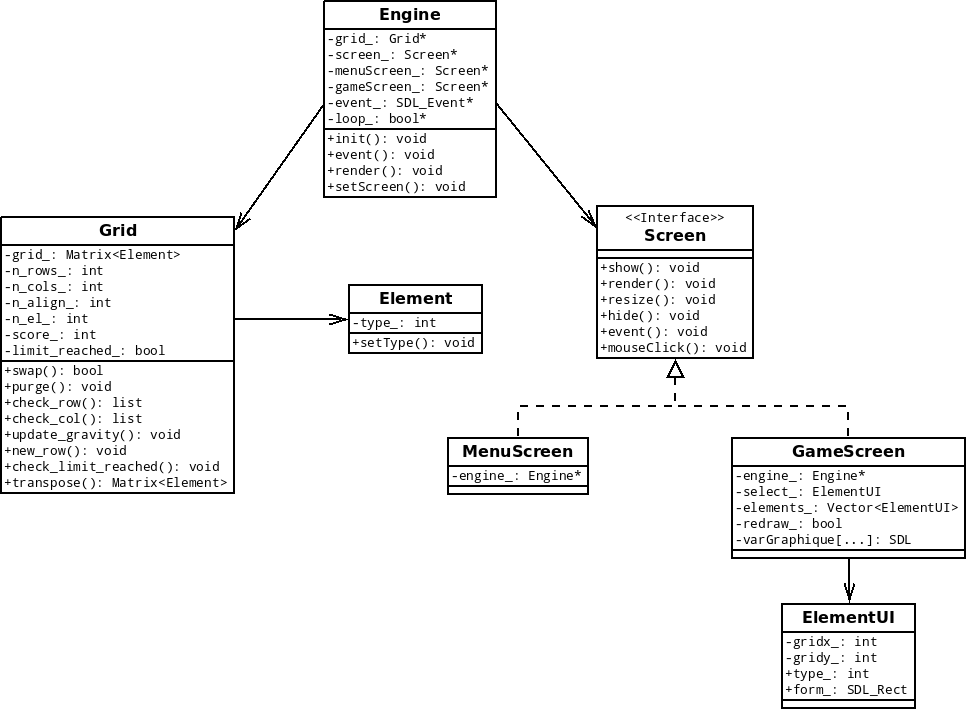 Engine
-grid_: Grid*
-screen_: Screen*
-menuScreen_: Screen*
-gameScreen_: Screen*
-event_: SDL_Event*
-loop_: bool*
+init(): void
+event(): void
+render(): void
+setScreen(): void
Grid
-grid_: Matrix<Element>
-n_rows_: int
-n_cols_: int
-n_align_: int
-n_el_: int
-score_: int
-limit_reached_: bool
+swap(): bool
+purge(): void
+check_row(): list
+check_col(): list
+update_gravity(): void
+new_row(): void
+check_limit_reached(): void
+transpose(): Matrix<Element>
Element
-type_: int
+setType(): void
<<Interface>>
Screen
+show(): void
+render(): void
+resize(): void
+hide(): void
+event(): void
+mouseClick(): void
MenuScreen
-engine_: Engine*
GameScreen
-engine_: Engine*
-select_: ElementUI
-elements_: Vector<ElementUI>
-redraw_: bool
-varGraphique[...]: SDL
ElementUI
-gridx_: int
-gridy_: int
+type_: int
+form_: SDL_Rect